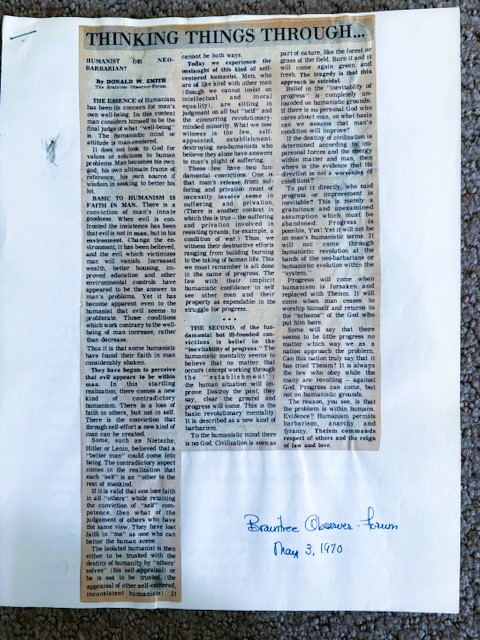 THINKING THINGS THROUGH...
HUMANIST OR NEO-
BARBARIAN?
By DONALD W. SMITH
The Braintree Observer-Forum
THE ESSENCE of Humanism
has been its concern for man's
own well-being. In this context
man considers himself to be the
final judge of what "well-being"
is. The humanistic mind or
attitude is man-centered.
It does not look to God for
values or solutions to human
problems. Man becomes his own
god, his own ultimate frame of
reference, his own source if
wisdom in seeking to better his
lot.
BASIC TO HUMANISM IS
FAITH IN MAN. There is a
conviction of man's innate
goodness. When evil is con-
fronted the insistence has been
that evil is not in man, but in his
environment. Change the en-
vironment, it has been believed,
and the evil which victimizes
man will vanish. Increased
wealth, better housing, im-
proved education and other
environmental controls have
appeared to be the answer to
man's problems. Yet it has
become apparent even to the
humanist that evil seems to
proliferate. Those conditions
which work contrary to the well-
being of man increase, rather
than decrease.
Thus it is that some humanists
have found their faith in man
considerably shaken.
They have begun to perceive
that evil appears to be within
man. In this startling
realization, there comes a new
kind of contradictory
humanism. There is a loss of
faith in others, but not in self.
There is the conviction that
through self-effort a new kind of
man can be created.
Some, such as Nietzsche,
Hitler or Lenin, believed that a
"better man" could come into
being. The contradictory aspect
comes in the realization that
each "self" is an "other" to the
rest of mankind.
If it is valid that one lose faith
in all "others" while retaining
the conviction of "self" com-
petence, then what of the
judgement of others who have
the same view. They have lost
faith in "me" as one who can
better the human scene.
The isolated humanist is then
either to be trusted with the
destiny of humanity by "others'
selves" (his self-appraisal) or
he is not to be trusted (the
appraisal of other self-centered,
inconsistent humanists). It
cannot be both ways.
Today we experience the
onslaught of this kind of self-
centered humanist. Men, who
are of like kind with other men
(though we cannot insist on
intellectual and moral
equality), are sitting in
judgment on all but "self" and
the concurring revolutionary-
minded minority. What we now
witness is the few, self-
appointed, establishment-
destroying neo-humanists who
believe they alone have answers
to man's plight of suffering.
These few have two fun-
damental convictions. One is
that man's release from suf-
fering and privation must of
necessity involve some in
suffering and privation.
(There is another context in
which this is true -- the suffering
and privation involved in
resisting tyranny, for example, a
condition of war.) Thus, we
witness their destructive efforts
ranging from building burning
to the taking of human life. This
we must remember is all done
in the name of progress. The
few with their implicit
humanistic confidence in self
see other men and their
property as expendable in the
struggle for progress.
* * * *
THE SECOND, of the funda-
mental but ill-founded con-
victions is belief in the
"inevitability of progress." The
humanistic mentality seems to
believe that no matter that
occurs (except working through
the "establishment")
the human situation will im-
prove. Destroy the past, they
say, clear the ground and
progress will come. This is the
basic revolutionary mentality.
It is described as a new kind of
barbarism.
To the humanistic mind there
is no God. Civilization is seen as
part of nature, like the forest or
grass of the field. Burn it and it
will come again green and
fresh. The tragedy is that this
approach is suicidal.
Belief in the "inevitability of
progress" is completely un-
founded on humanistic grounds.
If there is no personal God who
cares about man, on what basis
can we assume that man's
condition will improve?
If the destiny of civilization is
determined according to im-
personal forces and the energy
within matter and man, then
where is the evidence that its
direction is not a worsening of
conditions?
To put it directly, who said
progress or improvement is
inevitable? This is merely a
gratuitous and unexamined
assumption which must be
abandoned. Progress is
possible, Yes! Yet it will not be
on man's humanistic terms. It
will not come through
humanistic revolution at the
hands of the neo-barbarians or
humanistic evolution within the
"system."
Progress will come when
humanism is forsaken and
replaced with Theism. It will
come when man ceases to
worship himself and returns to
the "scheme" of the God who
put him here.
Some will say that there
seems to be little progress no
matter which way we as a
nation approach the problem.
Can this nation truly say that it
has tried Theism? It is always
the few who obey while the
many are revolting -- against
God. Progress can come, but
not on humanistic grounds.
The reason, you see, is that
the problem is within humans.
Evidence? Humanism permits
barbarism, anarchy and
tyranny. Theism commands
respect of others and the reign
of law and love.
Braintree Observer-Forum
May 3, 1970